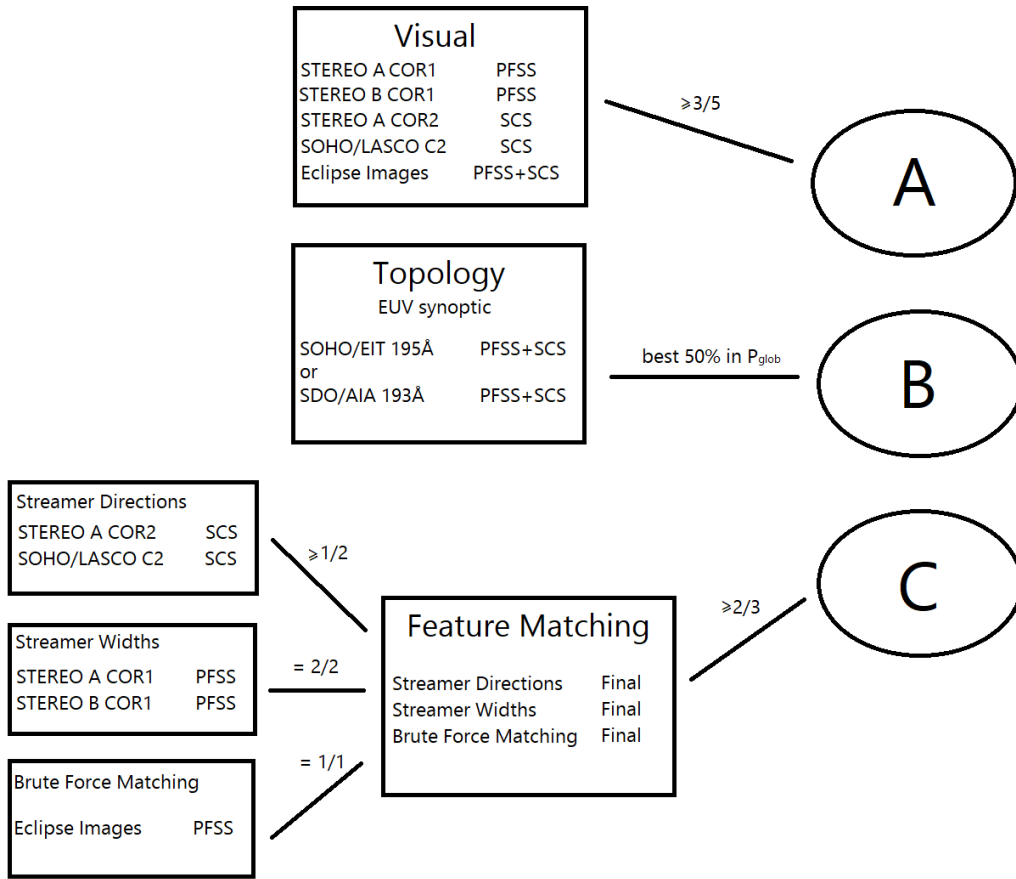 Visual
STEREO A COR1 PFSS
STEREO B COR1 PFSS
STEREO A COR2 SCS
SOHO/LASCO C2 SCS
Eclipse Images PFSS+SCS
⩾3/5
A
Topology
EUV synoptic
SOHO/EIT 195Å PFSS+SCS
or
SDO/AIA 193Å PFSS+SCS
best 50% in Pglob
B
Streamer Directions
STEREO A COR2 SCS
SOHO/LASCO C2 SCS
⩾1/2
Streamer Widths
STEREO A COR1 PFSS
STEREO B COR1 PFSS
= 2/2
Brute Force Matching
Eclipse Images PFSS
= 1/1
Feature Matching
Streamer Directions Final
Streamer Widths Final
Brute Force Matching Final
⩾2/3
C